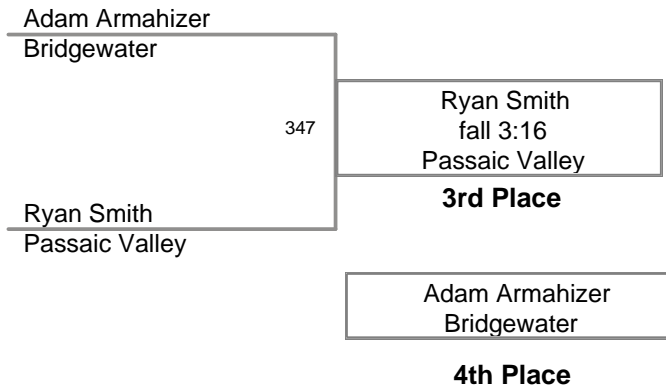 Adam Armahizer
Bridgewater
347
Ryan Smith
fall 3:16
Passaic Valley
3rd Place
Ryan Smith
Passaic Valley
Adam Armahizer
Bridgewater
4th Place